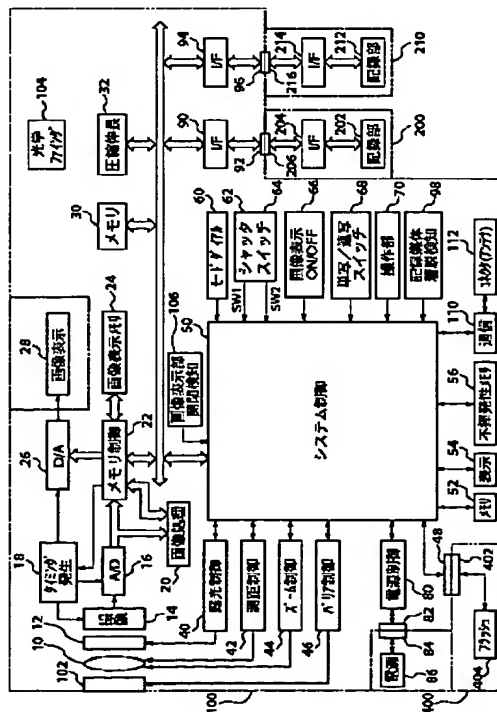 104
光学
ファインダ
32
圧縮伸長
30
メモリ
94
I/F
96
216
214
I/F
212
記録部
210
90
I/F
92
206
204
I/F
202
記録部
200
28
画像表示
24
画像表示メモリ
26
D/A
22
メモリ制御
18
タイミング
発生
16
A/D
20
画像処理
14
撮像
12
10
102
100
60
モードダイアル
62
64
シャッタ
スイッチ
SW1
SW2
66
画像表示
ON/OFF
68
単写/連写
スイッチ
70
操作部
98
記録媒体
着脱検知
106
画像表示部
開閉検知
50
システム制御
40
露光制御
42
測距制御
44
ズーム制御
46
バリア制御
80
電源制御
82
84
86
電源
48
402
400
404
フラッシュ
52
メモリ
54
表示
56
不揮発性メモリ
110
通信
112
コネクタ(アンテナ)